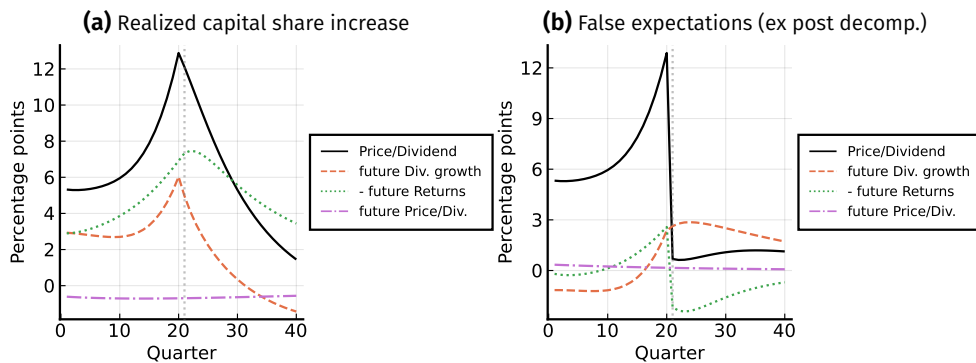 (a) Realized capital share increase
Percentage points
12
10
8
6
4
2
0
0 10 20 30 40
Quarter
Price/Dividend
future Div. growth
- future Returns
future Price/Div.
(b) False expectations (ex post decomp.)
Percentage points
12
9
6
3
0
0 10 20 30 40
Quarter
Price/Dividend
future Div. growth
- future Returns
future Price/Div.